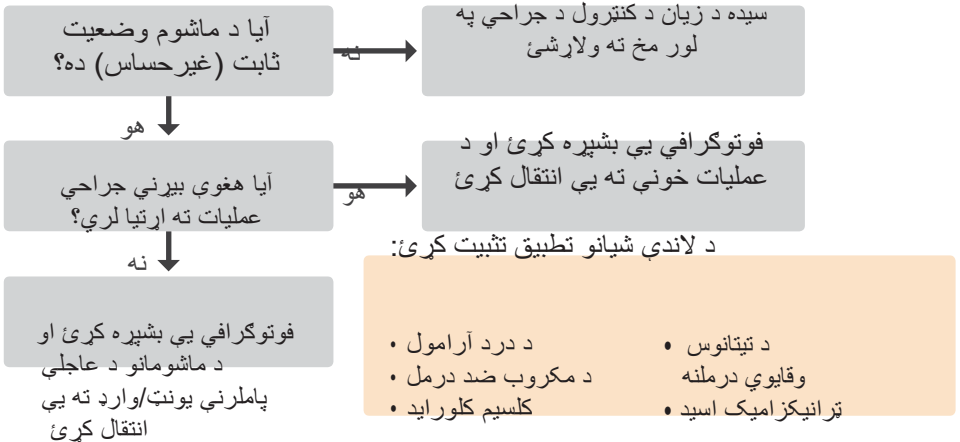 آیا د ماشوم وضعیت
ثابت (غیرحساس) ده؟
نه
سیده د زیان د کنټرول د جراحي په
لور مخ ته ولاړشئ
هو
آیا هغوې بیړني جراحي
عملیات ته اړتیا لري؟
هو
فوتوګرافي یې بشپړه کړئ او د
عملیات خونې ته یې انتقال کړئ
نه
فوتوګرافي یې بشپړه کړئ او
د ماشومانو د عاجلې
پاملرنې یونټ/وارډ ته یې
انتقال کړئ
د لاندې شیانو تطبیق تثبیت کړئ:
• د درد آرامول
• د مکروب ضد درمل
• کلسیم کلوراید
• د تیتانوس
وقایوي درملنه
• ټرانیکزامیک اسید